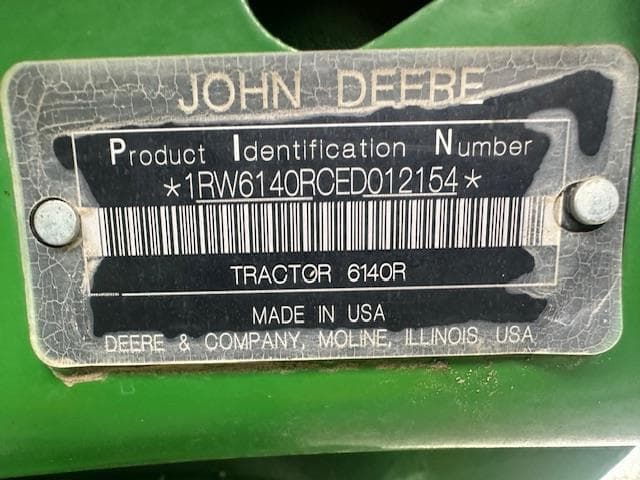 JOHN DEERE
Product Identification Number
*1RW6140RCED012154*
TRACTOR 6140R
MADE IN USA
DEERE & COMPANY, MOLINE, ILLINOIS, USA